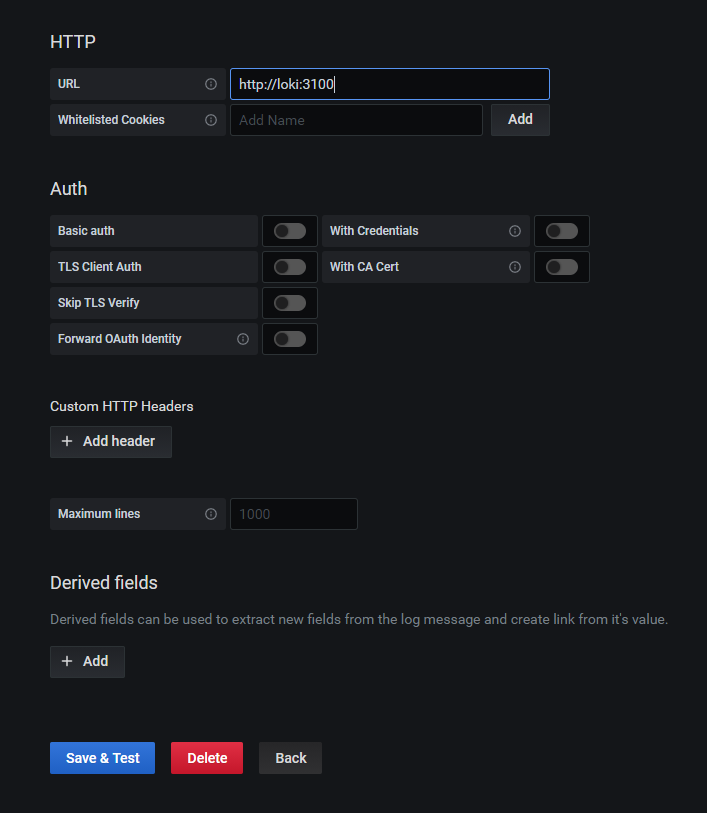 HTTP
URL
http://loki:3100
Whitelisted Cookies
Add Name
Add
Auth
Basic auth
With Credentials
TLS Client Auth
With CA Cert
Skip TLS Verify
Forward OAuth Identity
Custom HTTP Headers
+ Add header
Maximum lines
1000
Derived fields
Derived fields can be used to extract new fields from the log message and create link from it's value.
+ Add
Save & Test
Delete
Back